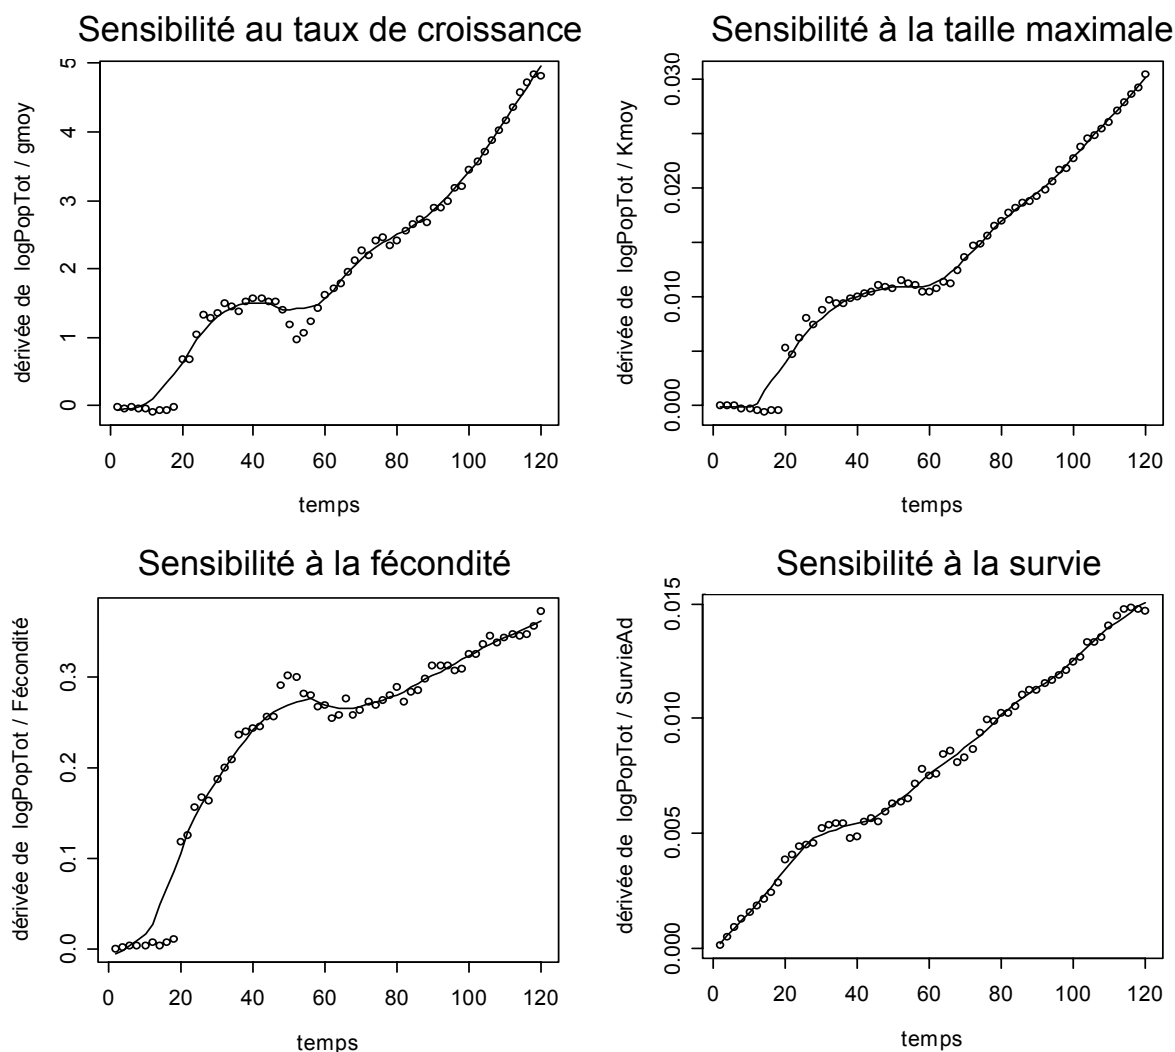 Sensibilité au taux de croissance
dérivée de logPopTot / gmoy
5
4
3
2
1
0
0 20 40 60 80 100 120
temps
Sensibilité à la taille maximale
dérivée de logPopTot / Kmoy
0.030
0.020
0.010
0.000
0 20 40 60 80 100 120
temps
Sensibilité à la fécondité
dérivée de logPopTot / Fécondité
0.3
0.2
0.1
0.0
0 20 40 60 80 100 120
temps
Sensibilité à la survie
dérivée de logPopTot / SurvieAd
0.015
0.010
0.005
0.000
0 20 40 60 80 100 120
temps